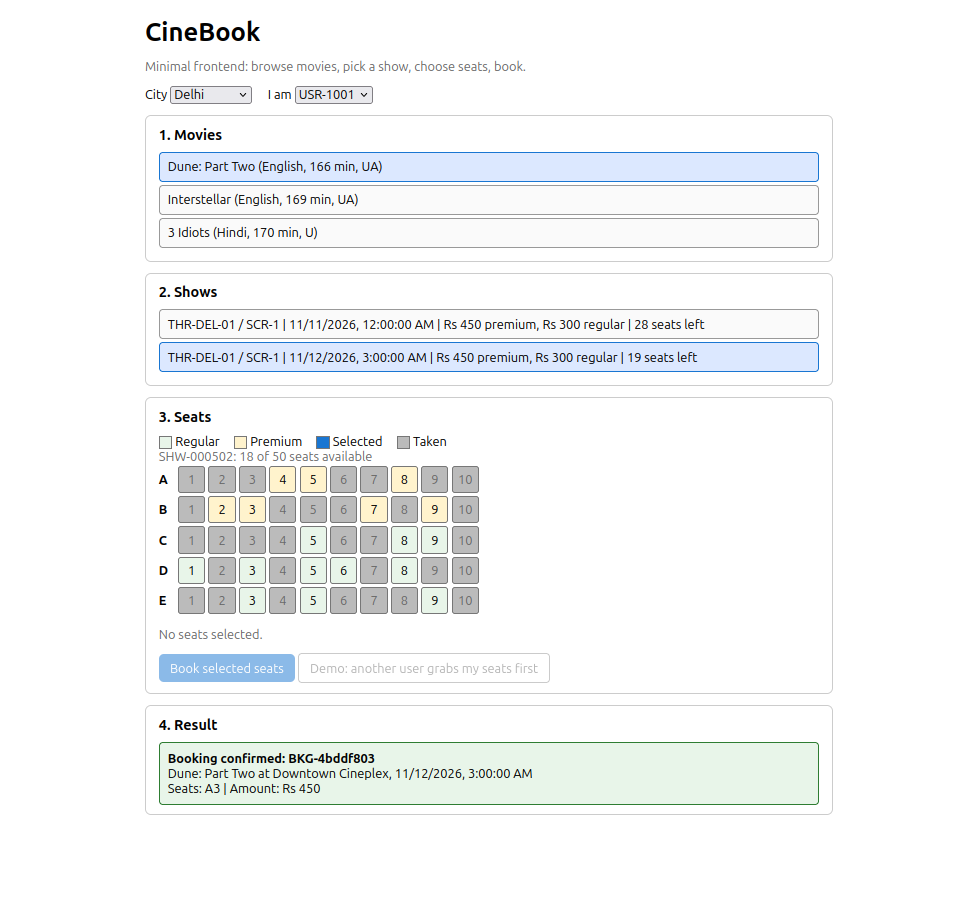 CineBook
Minimal frontend: browse movies, pick a show, choose seats, book.
City Delhi I am USR-1001
1. Movies
Dune: Part Two (English, 166 min, UA)
Interstellar (English, 169 min, UA)
3 Idiots (Hindi, 170 min, U)
2. Shows
THR-DEL-01 / SCR-1 | 11/11/2026, 12:00:00 AM | Rs 450 premium, Rs 300 regular | 28 seats left
THR-DEL-01 / SCR-1 | 11/12/2026, 3:00:00 AM | Rs 450 premium, Rs 300 regular | 19 seats left
3. Seats
Regular Premium Selected Taken
SHW-000502: 18 of 50 seats available
A 1 2 3 4 5 6 7 8 9 10
B 1 2 3 4 5 6 7 8 9 10
C 1 2 3 4 5 6 7 8 9 10
D 1 2 3 4 5 6 7 8 9 10
E 1 2 3 4 5 6 7 8 9 10
No seats selected.
Book selected seats Demo: another user grabs my seats first
4. Result
Booking confirmed: BKG-4bddf803
Dune: Part Two at Downtown Cineplex, 11/12/2026, 3:00:00 AM
Seats: A3 | Amount: Rs 450